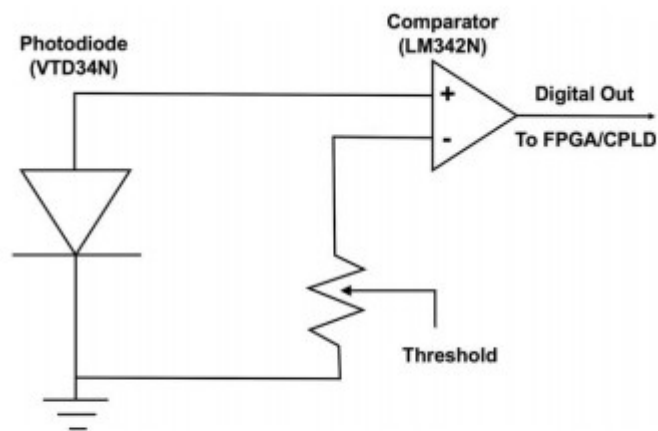 Photodiode
(VTD34N)
Comparator
(LM342N)
+
-
Digital Out
To FPGA/CPLD
Threshold